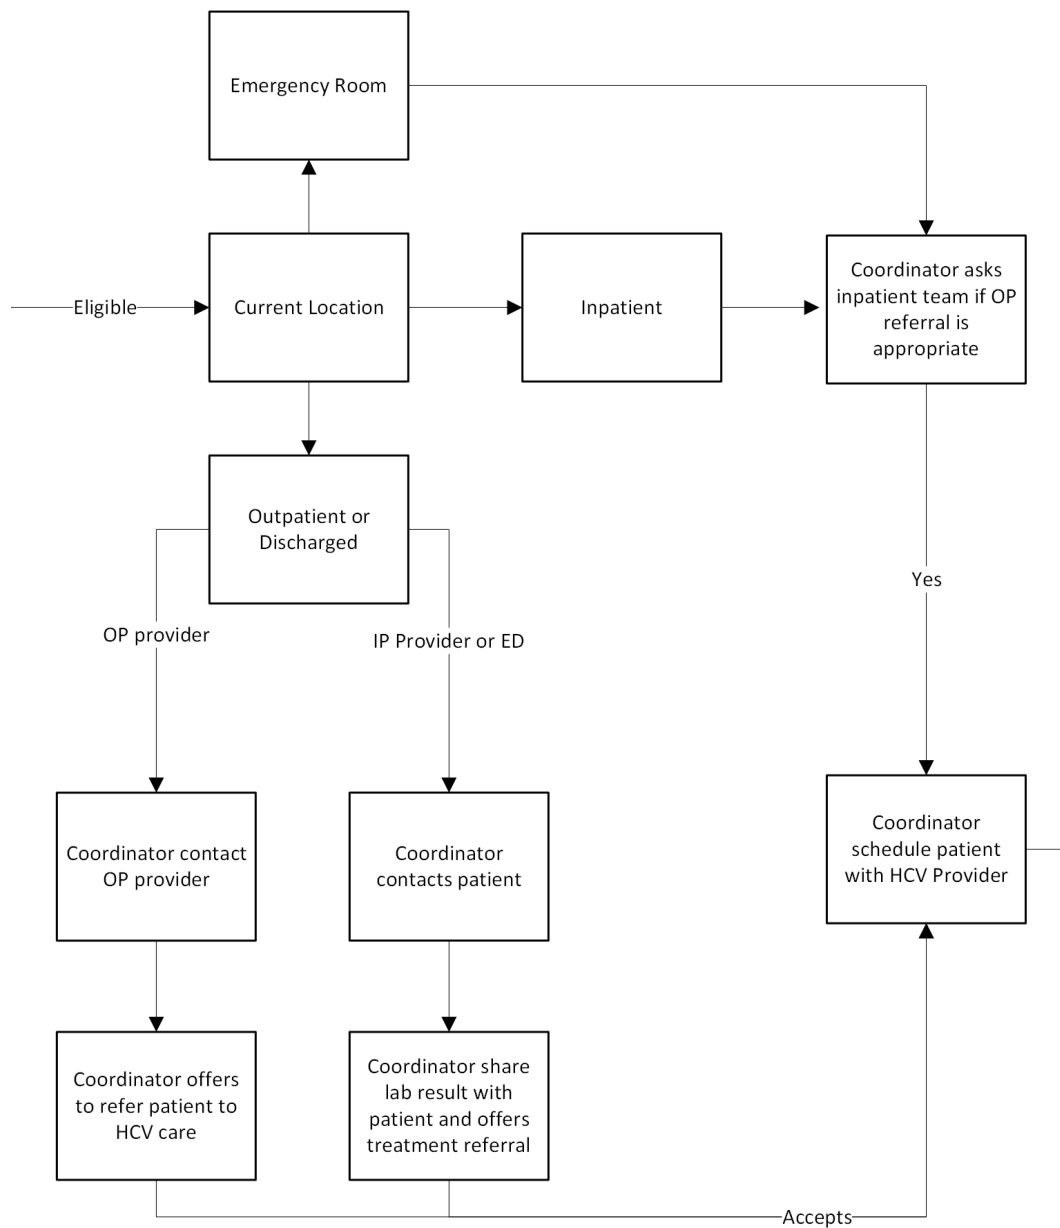 Emergency Room
Eligible
Current Location
Inpatient
Coordinator asks
inpatient team if OP
referral is
appropriate
Outpatient or
Discharged
Yes
OP provider
IP Provider or ED
Coordinator contact
OP provider
Coordinator
contacts patient
Coordinator
schedule patient
with HCV Provider
Coordinator offers
to refer patient to
HCV care
Coordinator share
lab result with
patient and offers
treatment referral
Accepts